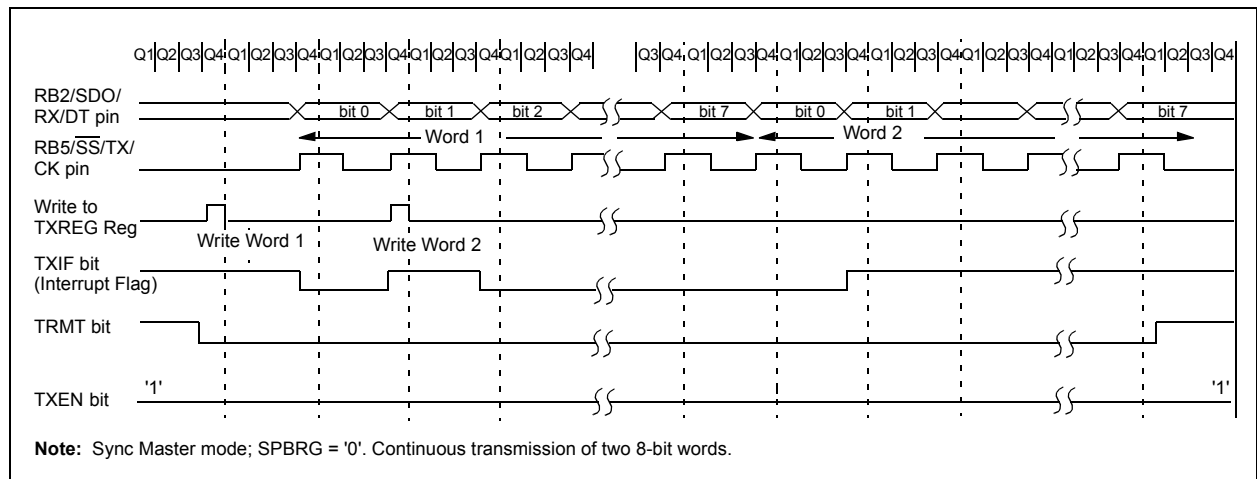 Q1 Q2 Q3 Q4 Q1 Q2 Q3 Q4 Q1 Q2 Q3 Q4 Q1 Q2 Q3 Q4 Q1 Q2 Q3 Q4 Q3 Q4 Q1 Q2 Q3 Q4 Q1 Q2 Q3 Q4 Q1 Q2 Q3 Q4 Q1 Q2 Q3 Q4 Q1 Q2 Q3 Q4 Q1 Q2 Q3 Q4
RB2/SDO/
RX/DT pin
bit 0 bit 1 bit 2 bit 7 bit 0 bit 1 bit 7
Word 1 Word 2
RB5/SS/TX/
CK pin
Write to
TXREG Reg
Write Word 1 Write Word 2
TXIF bit
(Interrupt Flag)
TRMT bit
'1' '1'
TXEN bit
Note: Sync Master mode; SPBRG = '0'. Continuous transmission of two 8-bit words.